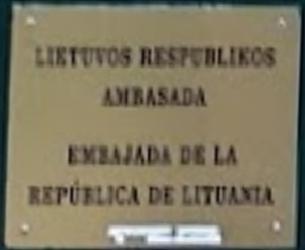 LIETUVOS RESPUBLIKOS
AMBASADA
EMBAJADA DE LA
REPÚBLICA DE LITUANIA